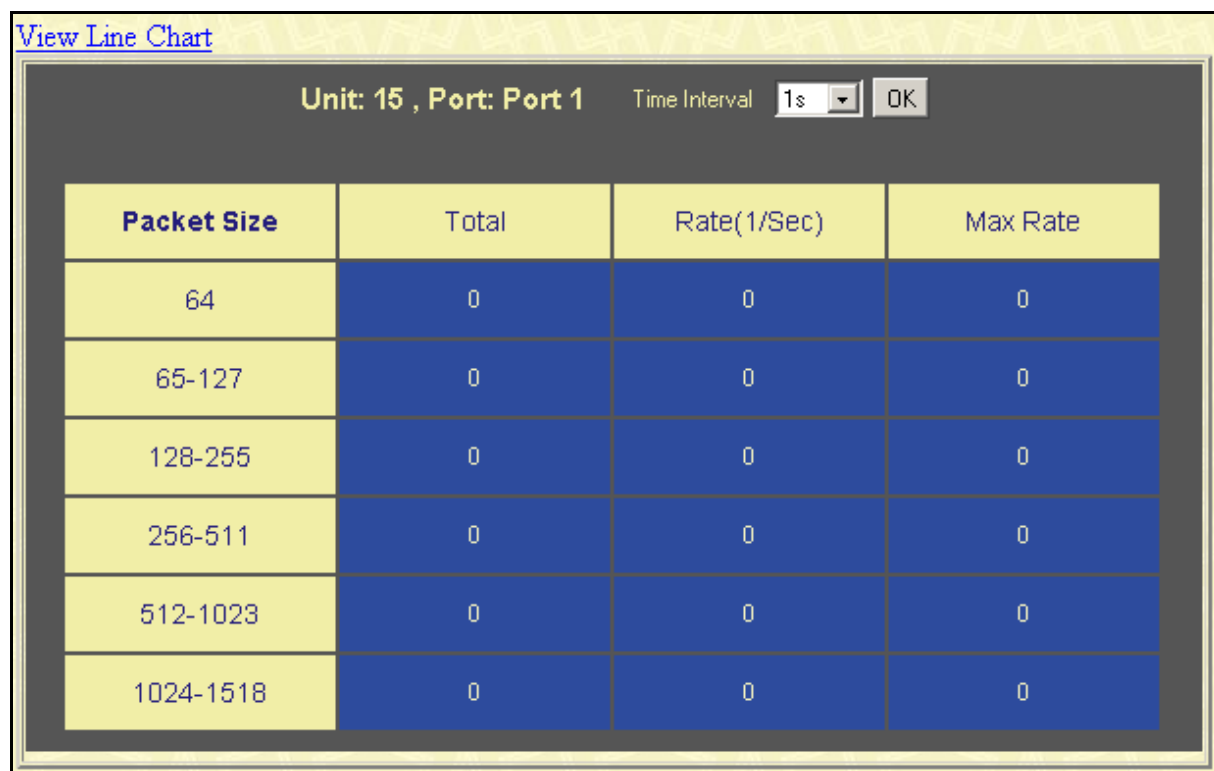 View Line Chart
Unit: 15 , Port: Port 1 Time Interval 1s OK
Packet Size Total Rate(1/Sec) Max Rate
64 0 0 0
65-127 0 0 0
128-255 0 0 0
256-511 0 0 0
512-1023 0 0 0
1024-1518 0 0 0